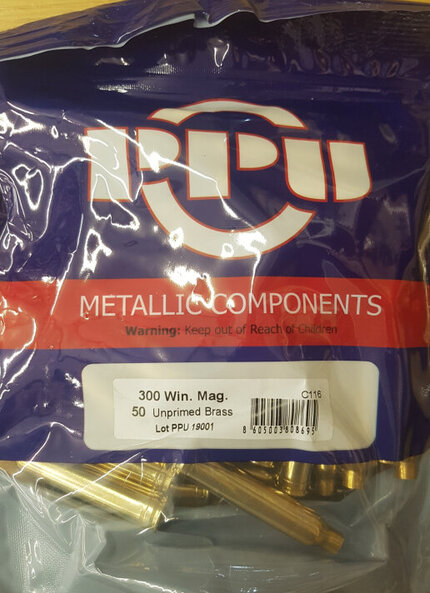 PPU
METALLIC COMPONENTS
Warning: Keep out of Reach of Children
300 Win. Mag.
C116
50 Unprimed Brass
Lot PPU 19001
8 605003 808695